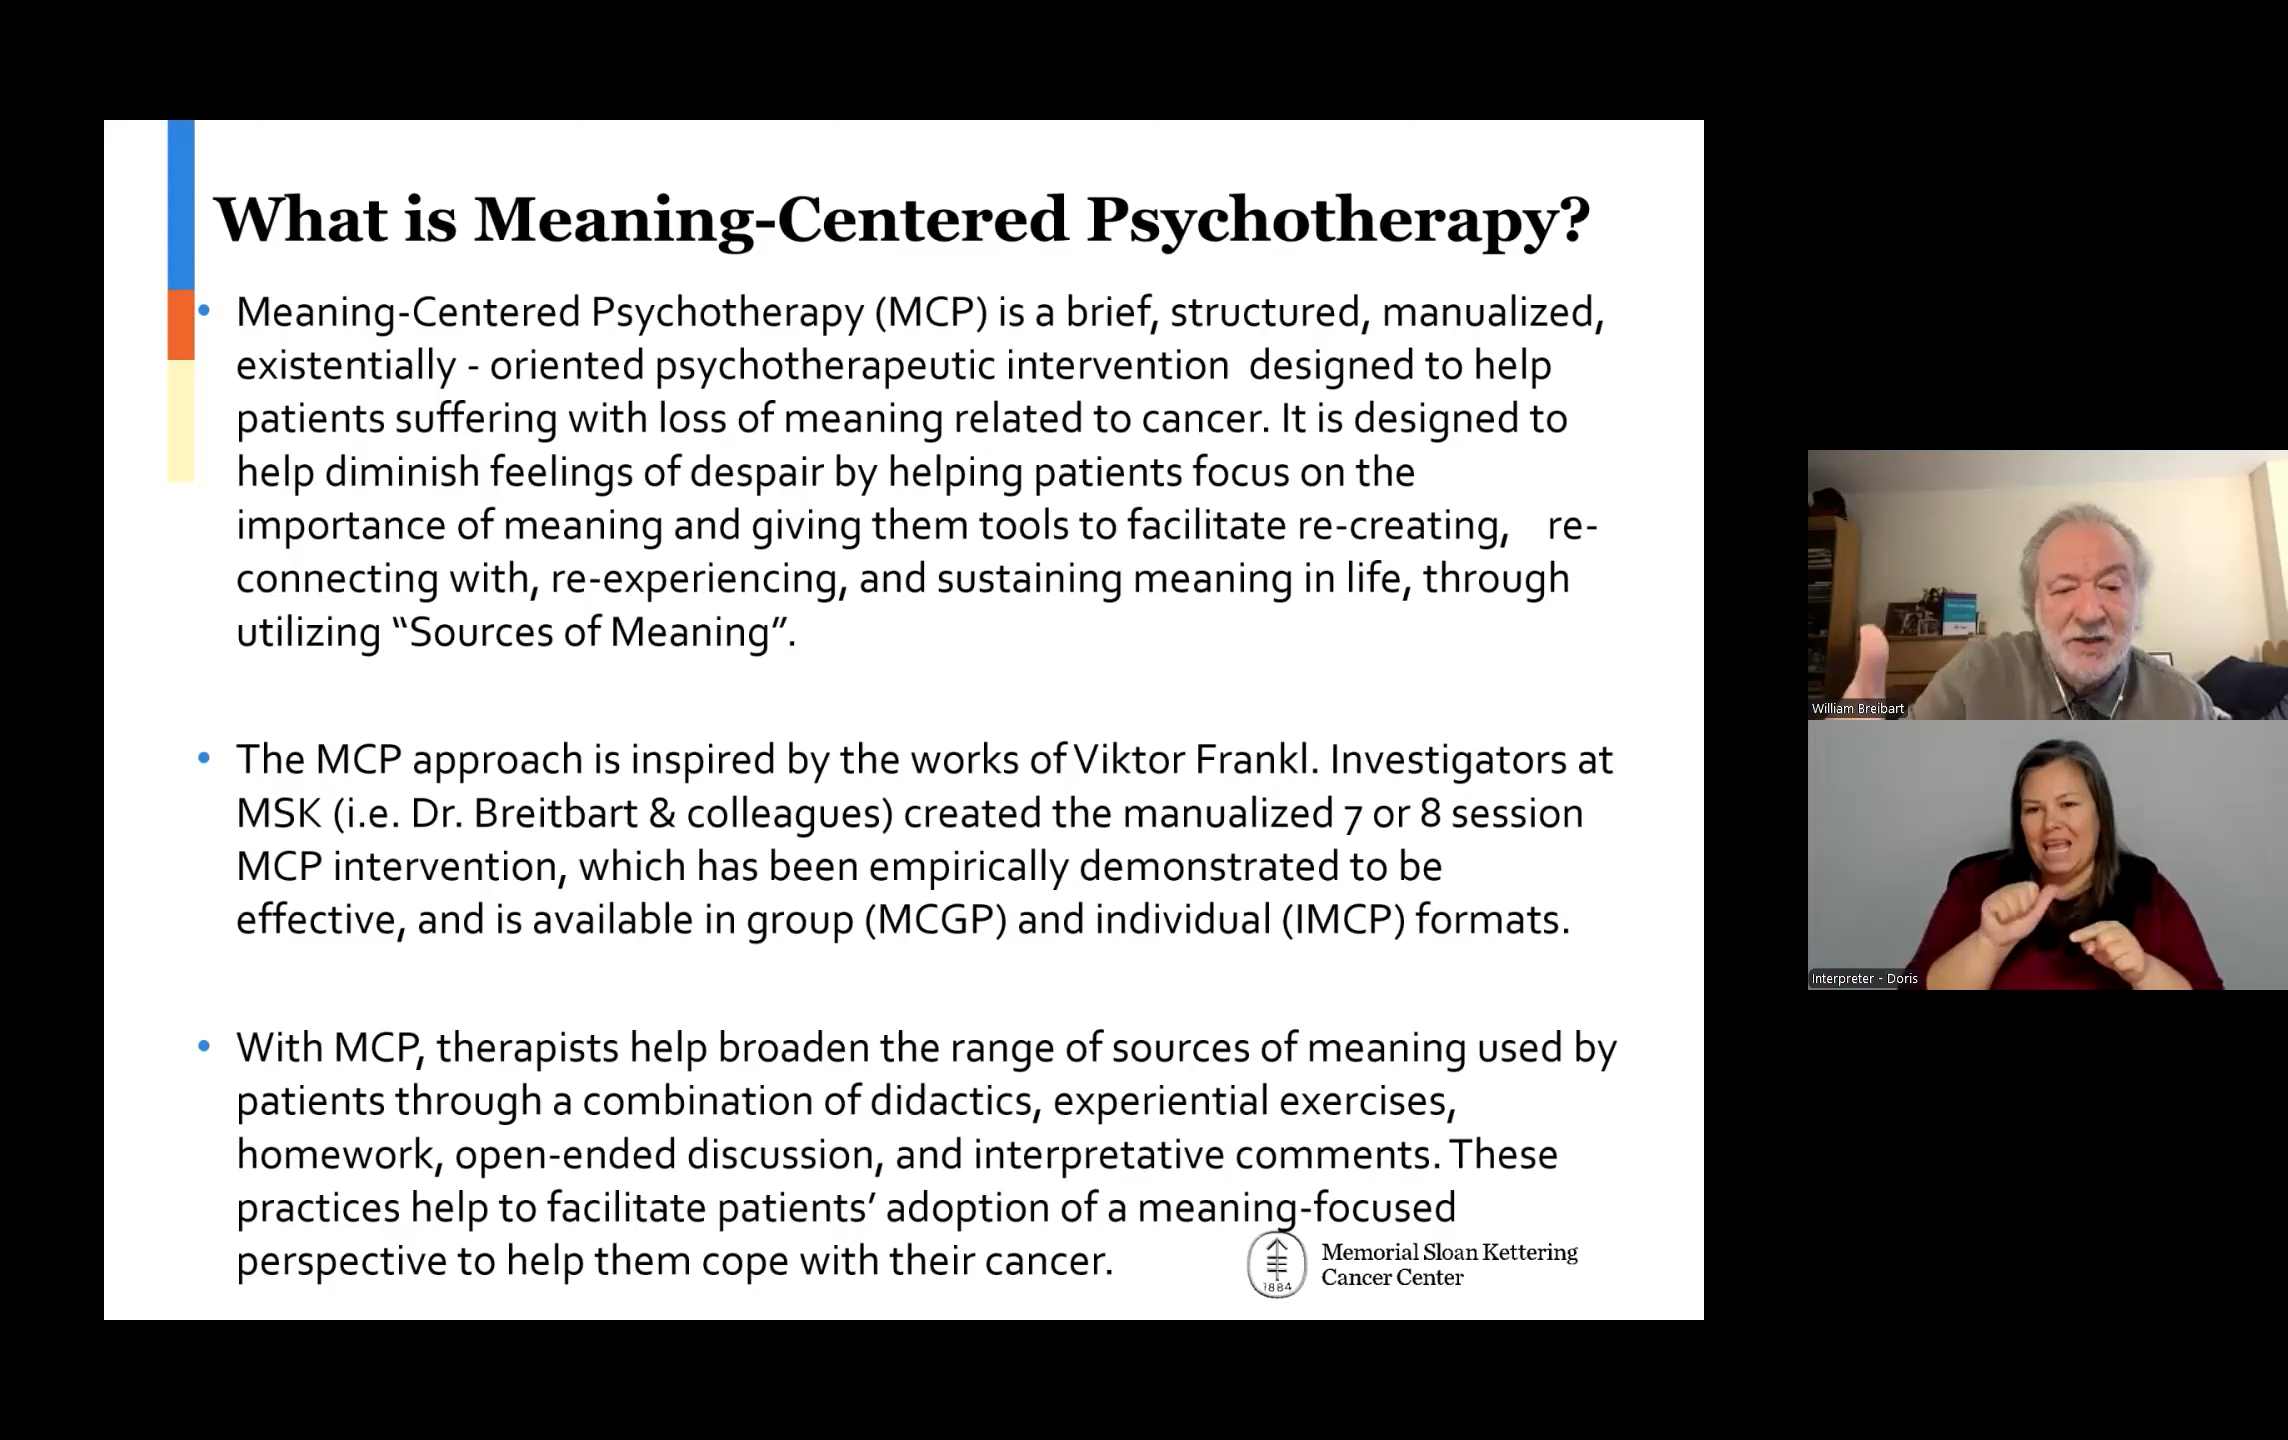 What is Meaning-Centered Psychotherapy?
• Meaning-Centered Psychotherapy (MCP) is a brief, structured, manualized,
existentially - oriented psychotherapeutic intervention  designed to help
patients suffering with loss of meaning related to cancer. It is designed to
help diminish feelings of despair by helping patients focus on the
importance of meaning and giving them tools to facilitate re-creating,   re-
connecting with, re-experiencing, and sustaining meaning in life, through
utilizing “Sources of Meaning”.
• The MCP approach is inspired by the works of Viktor Frankl. Investigators at
MSK (i.e. Dr. Breitbart & colleagues) created the manualized 7 or 8 session
MCP intervention, which has been empirically demonstrated to be
effective, and is available in group (MCGP) and individual (IMCP) formats.
• With MCP, therapists help broaden the range of sources of meaning used by
patients through a combination of didactics, experiential exercises,
homework, open-ended discussion, and interpretative comments. These
practices help to facilitate patients’ adoption of a meaning-focused
perspective to help them cope with their cancer.
1884
Memorial Sloan Kettering
Cancer Center
William Breibart
Interpreter - Doris